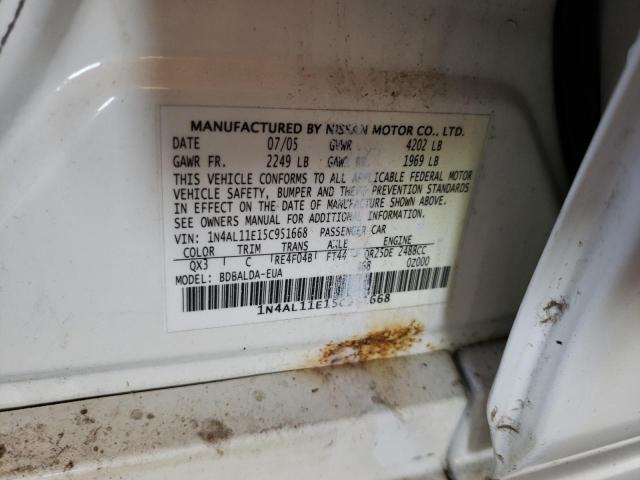 MANUFACTURED BY NISSAN MOTOR CO., LTD.
DATE 07/05 GVWR 4202 LB
GAWR FR. 2249 LB GAWR RR. 1969 LB
THIS VEHICLE CONFORMS TO ALL APPLICABLE FEDERAL MOTOR
VEHICLE SAFETY, BUMPER AND THEFT PREVENTION STANDARDS
IN EFFECT ON THE DATE OF MANUFACTURE SHOWN ABOVE.
SEE OWNERS MANUAL FOR ADDITIONAL INFORMATION.
VIN: 1N4AL11E15C951668 PASSENGER CAR
COLOR TRIM TRANS AXLE ENGINE
QX3 C RE4F04B FT44 QR25DE 2488CC
MODEL: BDBALDA-EUA 02000
1N4AL11E15C951668